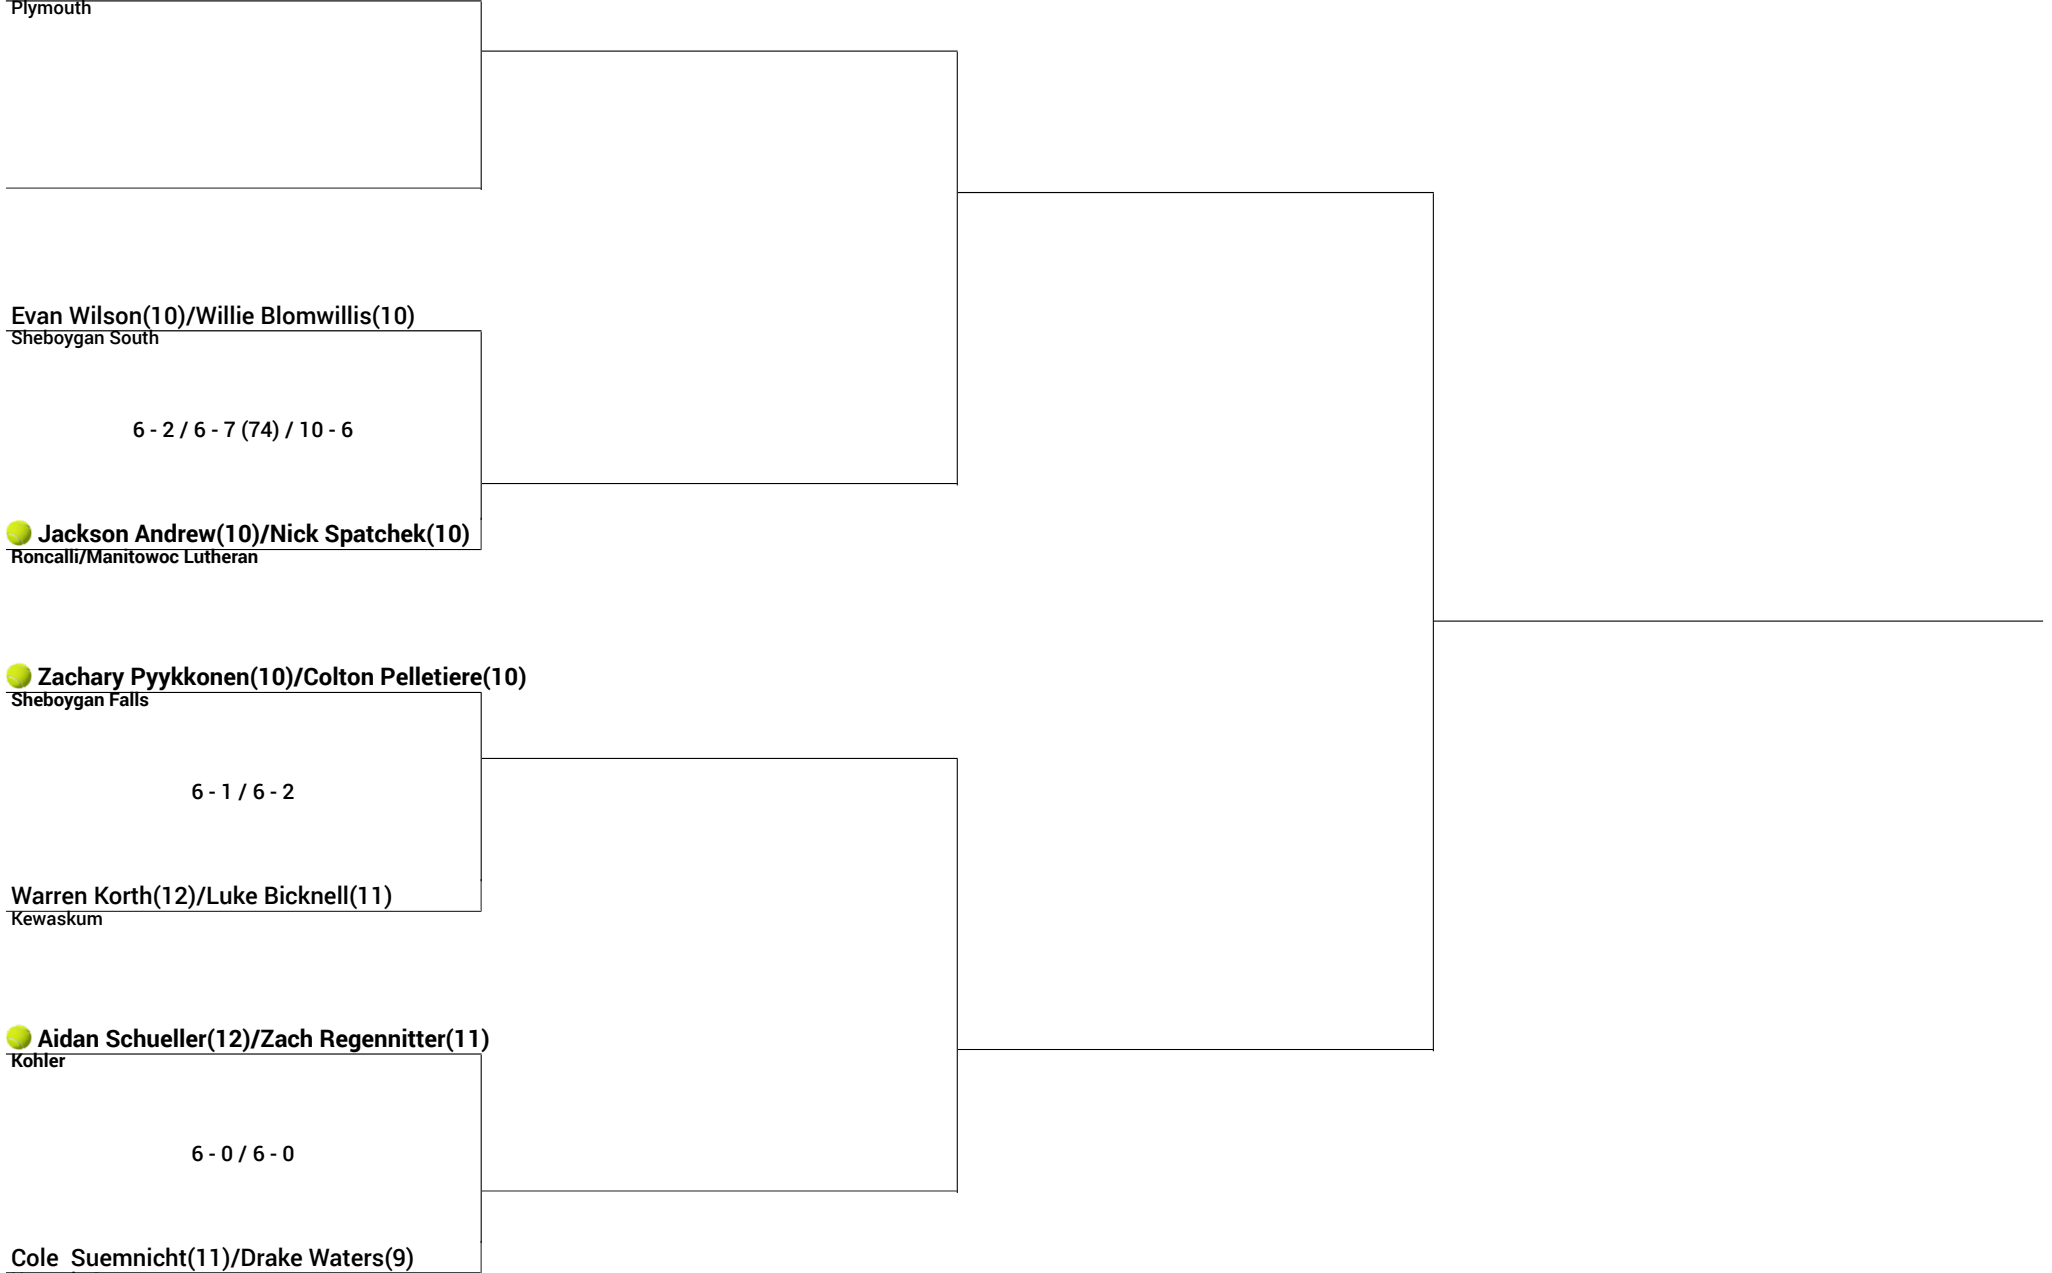 Plymouth
Evan Wilson(10)/Willie Blomwillis(10)
Sheboygan South
6 - 2 / 6 - 7 (74) / 10 - 6
Jackson Andrew(10)/Nick Spatchek(10)
Roncalli/Manitowoc Lutheran
Zachary Pyykkonen(10)/Colton Pelletiere(10)
Sheboygan Falls
6 - 1 / 6 - 2
Warren Korth(12)/Luke Bicknell(11)
Kewaskum
Aidan Schueller(12)/Zach Regennitter(11)
Kohler
6 - 0 / 6 - 0
Cole  Suemnicht(11)/Drake Waters(9)